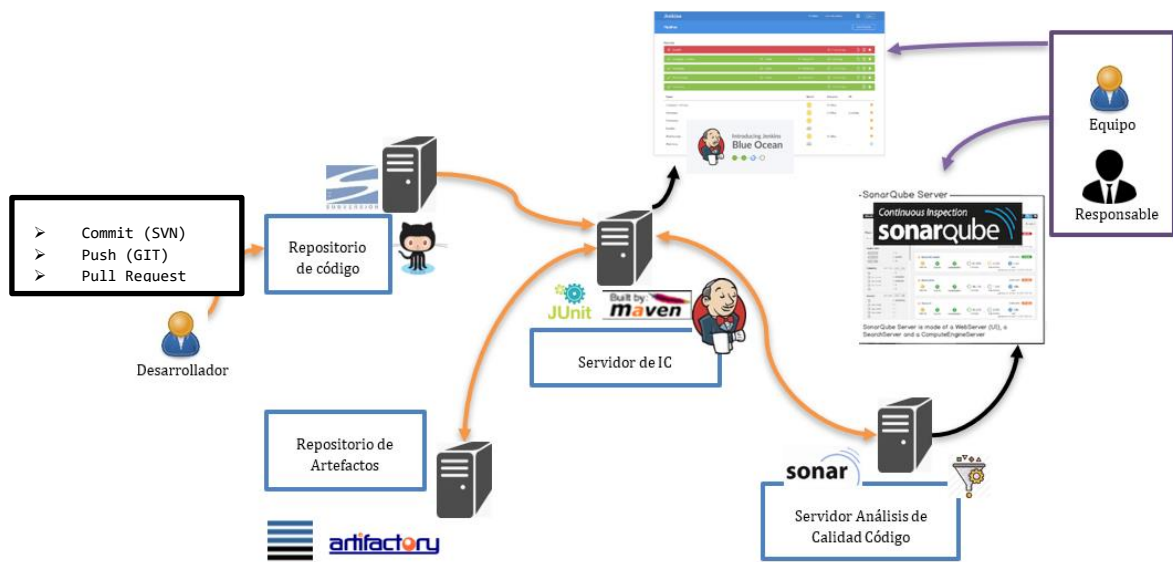 Jenkins
Introducing Jenkins
Blue Ocean
Equipo
Responsable
SUBVERSION
➢ Commit (SVN)
➢ Push (GIT)
➢ Pull Request
Repositorio
de código
Desarrollador
JUnit
Built by:
maven
Servidor de IC
SonarQube Server
Continuous Inspection
sonarqube
SonarQube Server is made of a WebServer (UI), a
SearchServer and a ComputeEngineServer
Repositorio de
Artefactos
artifactory
sonar
Servidor Análisis de
Calidad Código